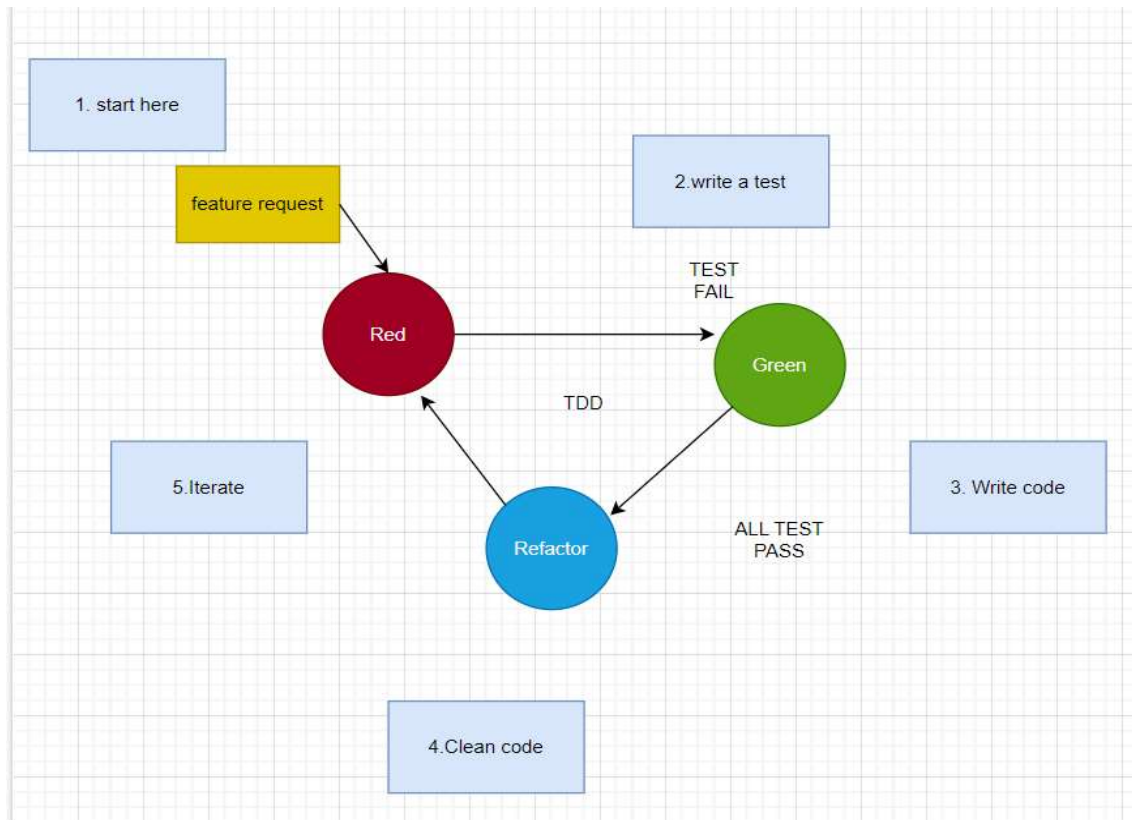 1. start here
2.write a test
feature request
TEST
FAIL
Red
Green
TDD
5.Iterate
3. Write code
ALL TEST
PASS
Refactor
4.Clean code